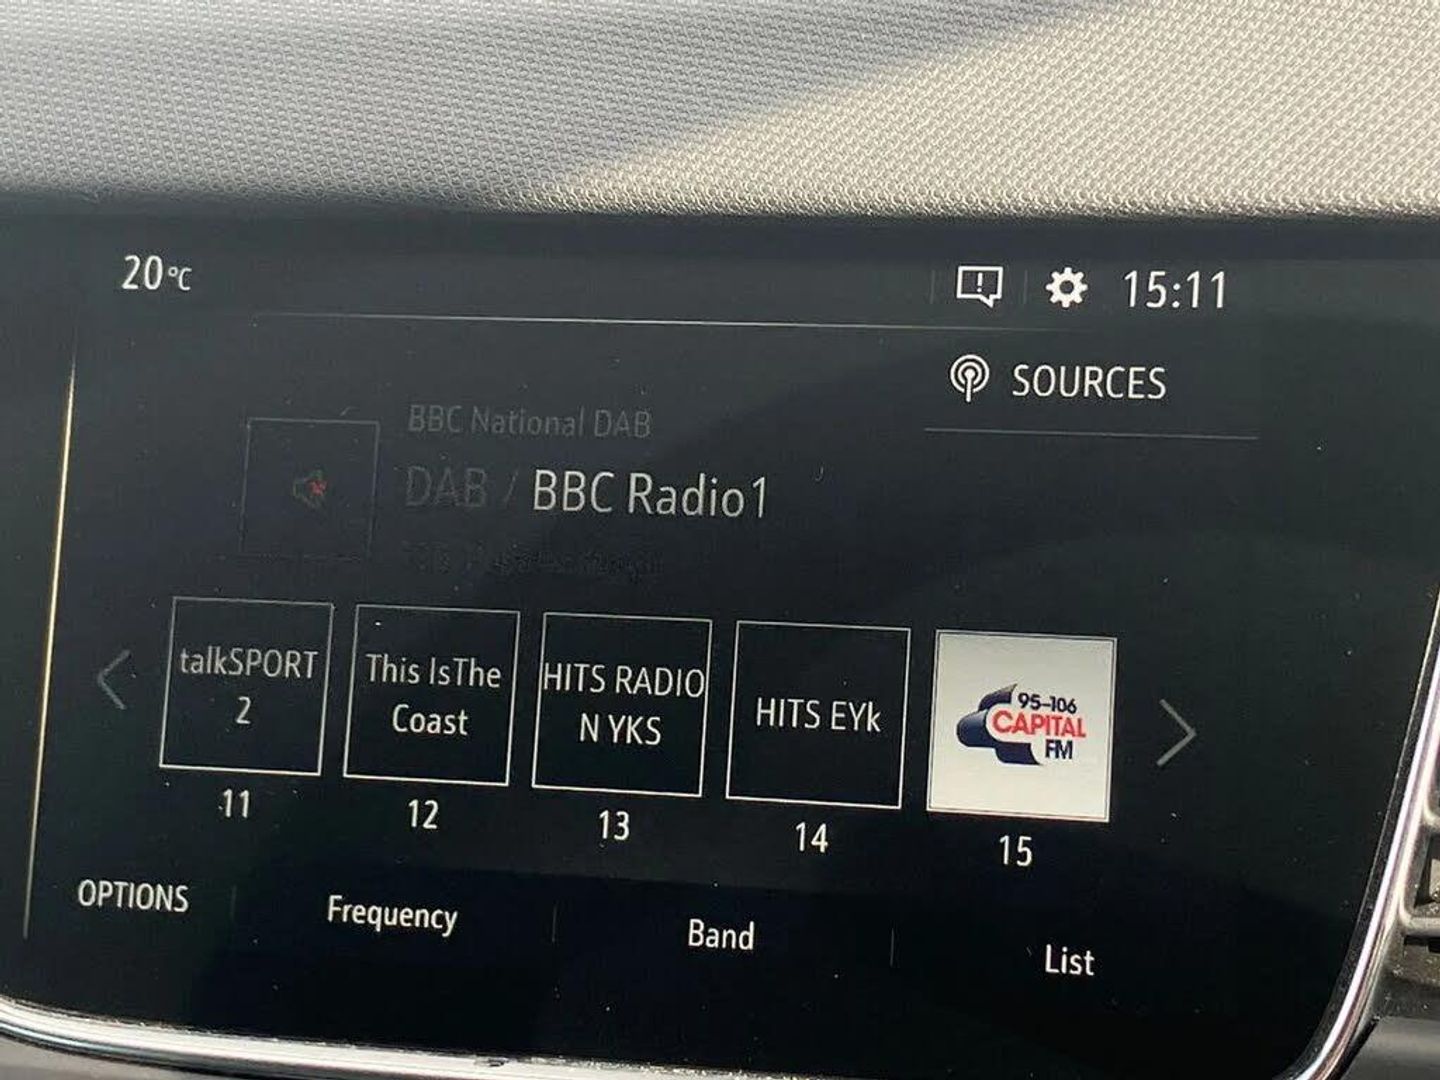 20°C
15:11
SOURCES
BBC National DAB
DAB / BBC Radio1
talkSPORT
2
This IsThe
Coast
HITS RADIO
N YKS
HITS EYk
95-106
CAPITAL
FM
11
12
13
14
15
OPTIONS
Frequency
Band
List